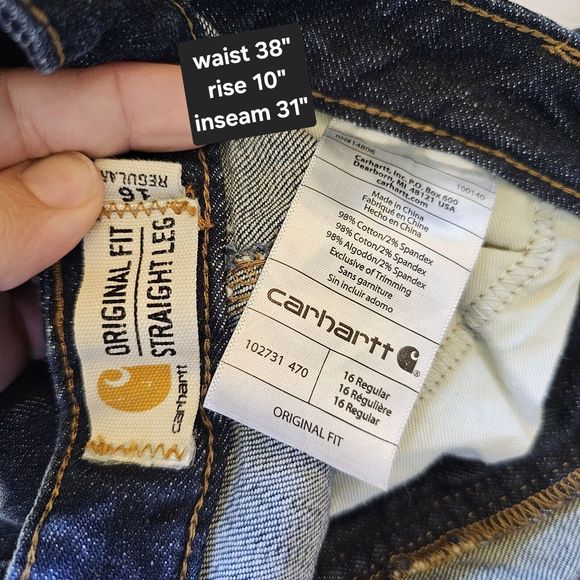 waist 38"
rise 10"
inseam 31"
16
REGULAR
ORIGINAL FIT
STRAIGHT LEG
carhartt
RN#14806
100140
Carhartt, Inc. P.O. Box 600
Dearborn, MI 48121 USA
carhartt.com
Made in China
Fabriqué en Chine
Hecho en China
98% Cotton/2% Spandex
98% Coton/2% Spandex
98% Algodón/2% Spandex
Exclusive of Trimming
Sans garniture
Sin incluir adorno
carhartt
102731 470
16 Regular
16 Régulière
16 Regular
ORIGINAL FIT